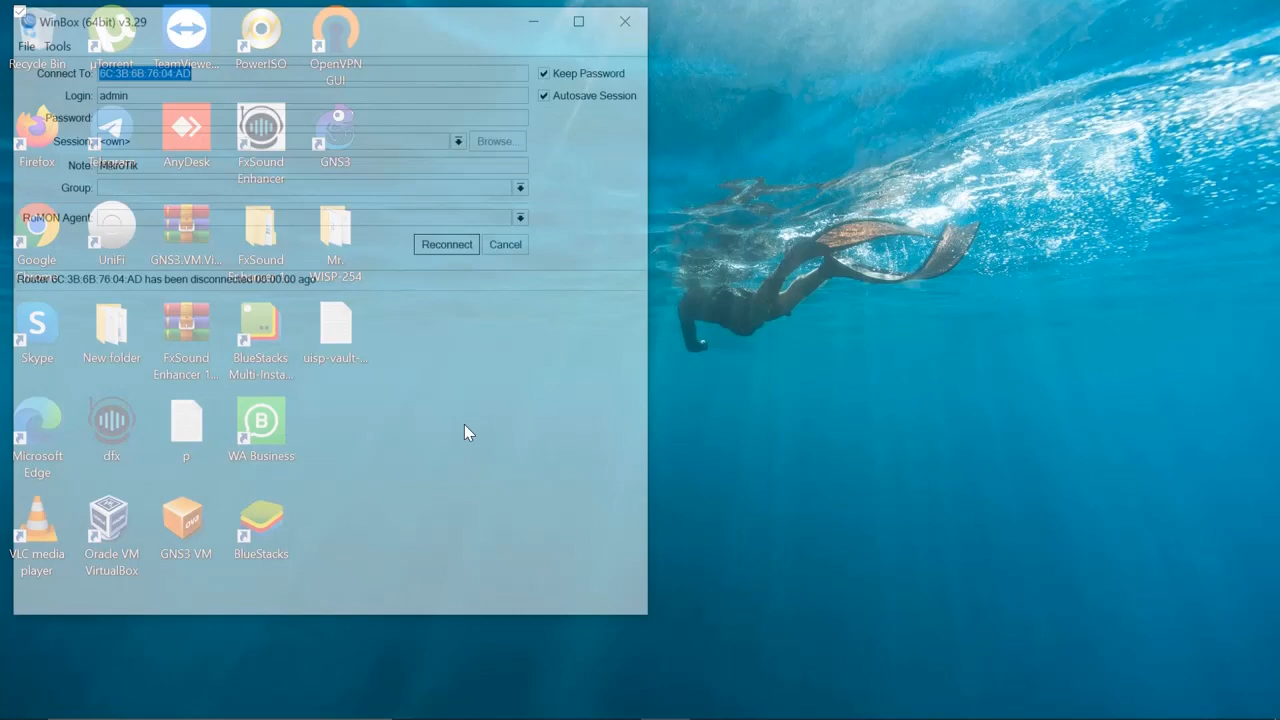 WinBox (64bit) v3.29
File Tools
Connect To: 6C:3B:6B:76:04:AD
Keep Password
Login: admin
Autosave Session
Password:
Session: <own>
Browse...
Note: MikroTik
Group:
RoMON Agent:
Reconnect
Cancel
Router 6C:3B:6B:76:04:AD has been disconnected 00:00:00 ago
Recycle Bin
µTorrent
TeamViewe...
PowerISO
OpenVPN
GUI
Firefox
Telegram
AnyDesk
FxSound
Enhancer
GNS3
Google
UniFi
GNS3.VM.Vi...
FxSound
Mr.
WISP-254
Skype
New folder
FxSound
Enhancer 1...
BlueStacks
Multi-Insta...
uisp-vault-...
Microsoft
Edge
dfx
p
WA Business
VLC media
player
Oracle VM
VirtualBox
GNS3 VM
BlueStacks